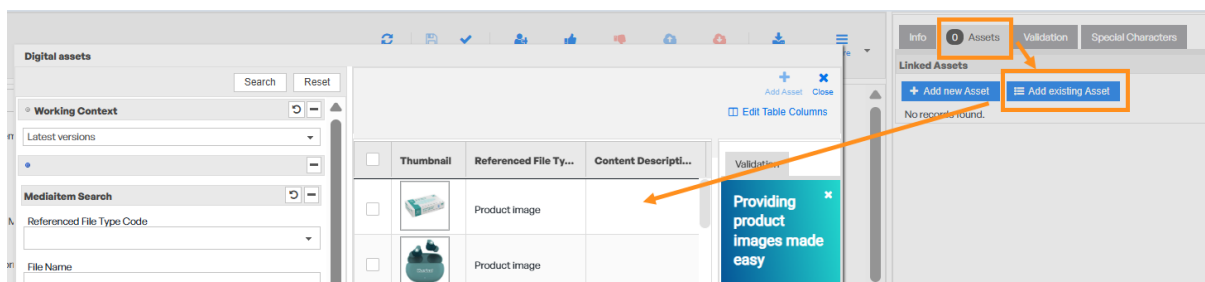 Info
0 Assets
Validation
Special Characters
Linked Assets
Add new Asset
Add existing Asset
No records found.
Digital assets
Search
Reset
Working Context
Latest versions
Mediaitem Search
Referenced File Type Code
File Name
Add Asset
Close
Edit Table Columns
Thumbnail
Referenced File Ty...
Content Descripti...
Product image
Product image
Validation
Providing
product
images made
easy